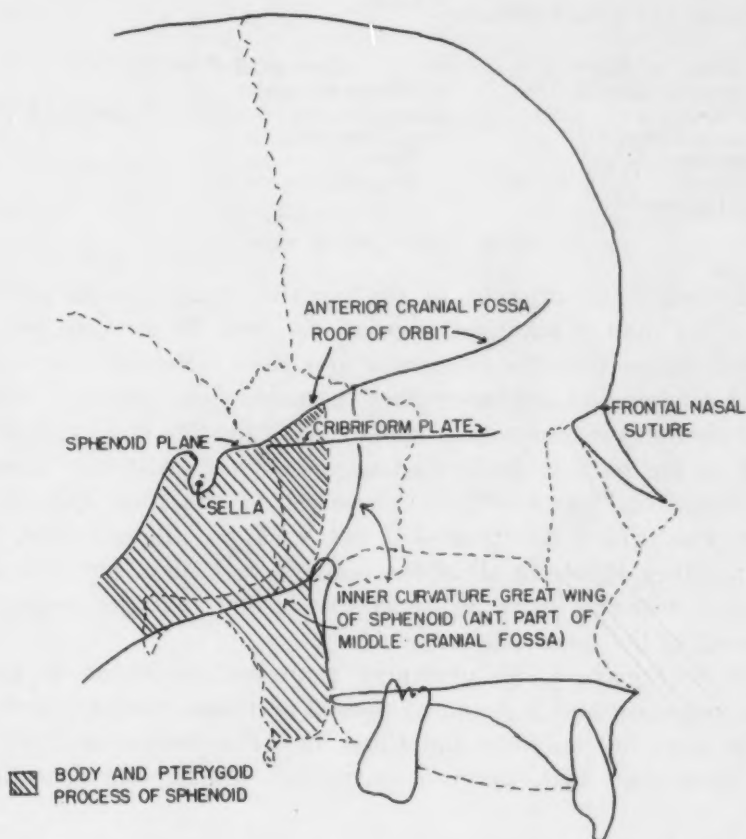 ANTERIOR CRANIAL FOSSA
ROOF OF ORBIT
FRONTAL NASAL
SUTURE
CRIBRIFORM PLATE
SPHENOID PLANE
SELLA
INNER CURVATURE, GREAT WING
OF SPHENOID (ANT. PART OF
MIDDLE CRANIAL FOSSA)
BODY AND PTERYGOID
PROCESS OF SPHENOID